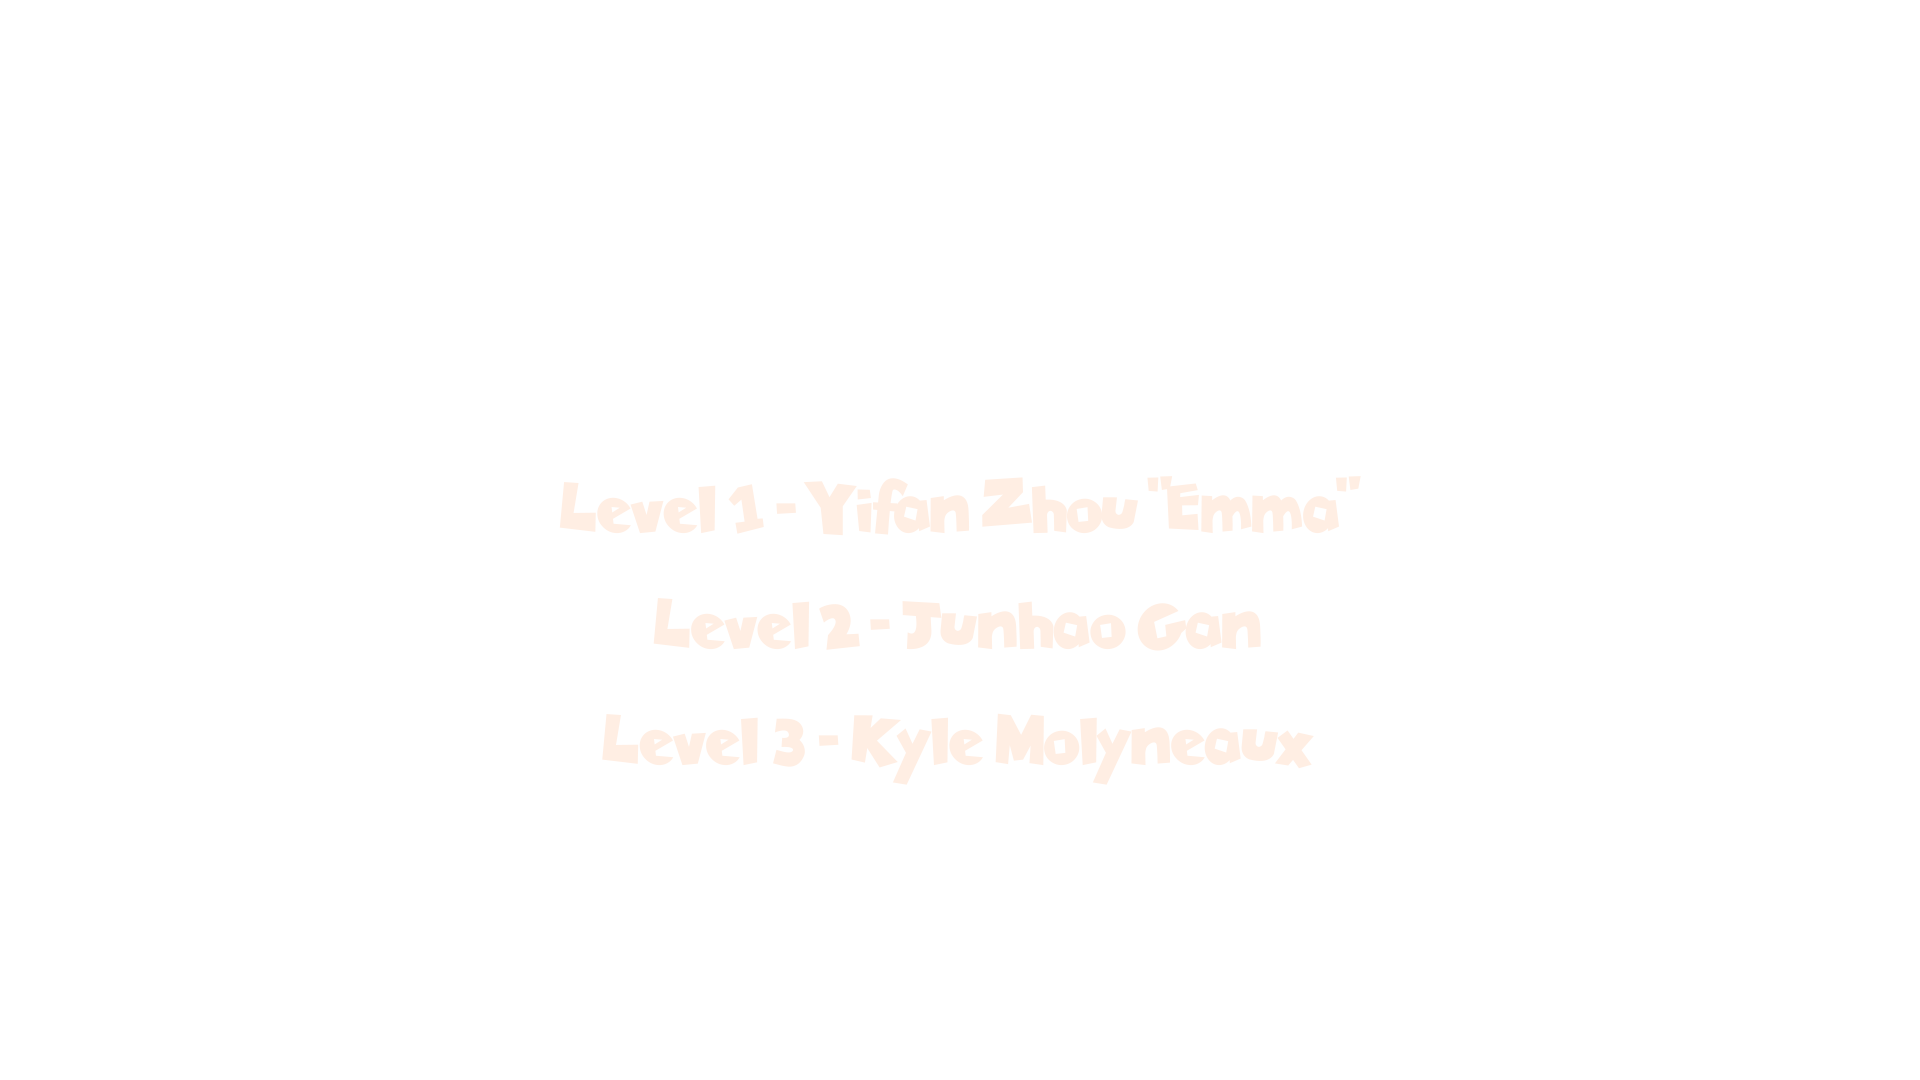 Level 1 - Yifan Zhou "Emma"
Level 2 - Junhao Gan
Level 3 - Kyle Molyneaux